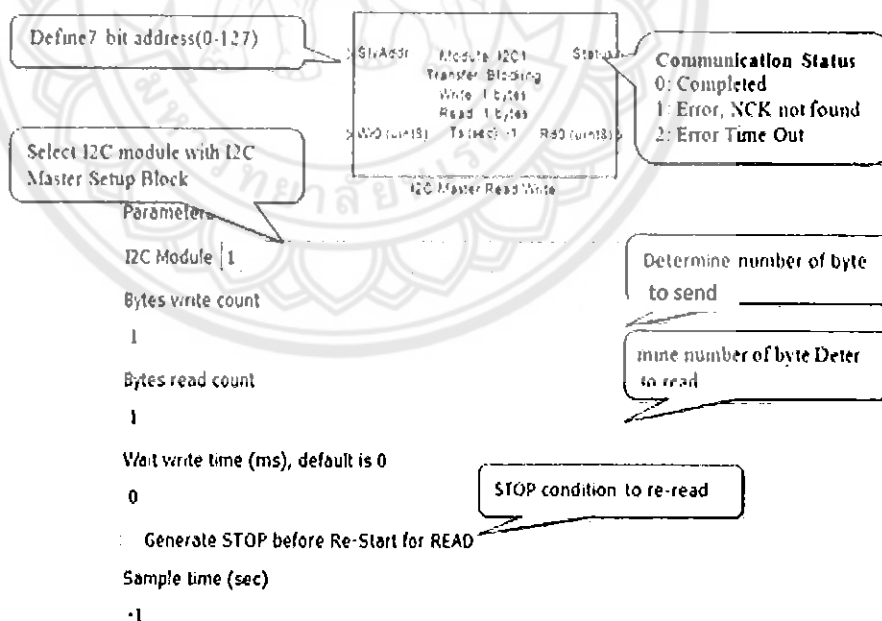 Define7 bit address(0-127)
SlvAddr
Module I2C1
Status
Transfer Blocking
Write 1 bytes
Read 1 bytes
W0 (uint8)
Ts (sec) -1
Rd0 (uint8)
I2C Master Read Write
Communication Status
0: Completed
1: Error, NCK not found
2: Error Time Out
Select I2C module with I2C
Master Setup Block
Parameters
I2C Module 1
Determine number of byte
to send
Bytes write count
1
mine number of byte Deter
to read
Bytes read count
1
Wait write time (ms), default is 0
0
STOP condition to re-read
Generate STOP before Re-Start for READ
Sample time (sec)
-1